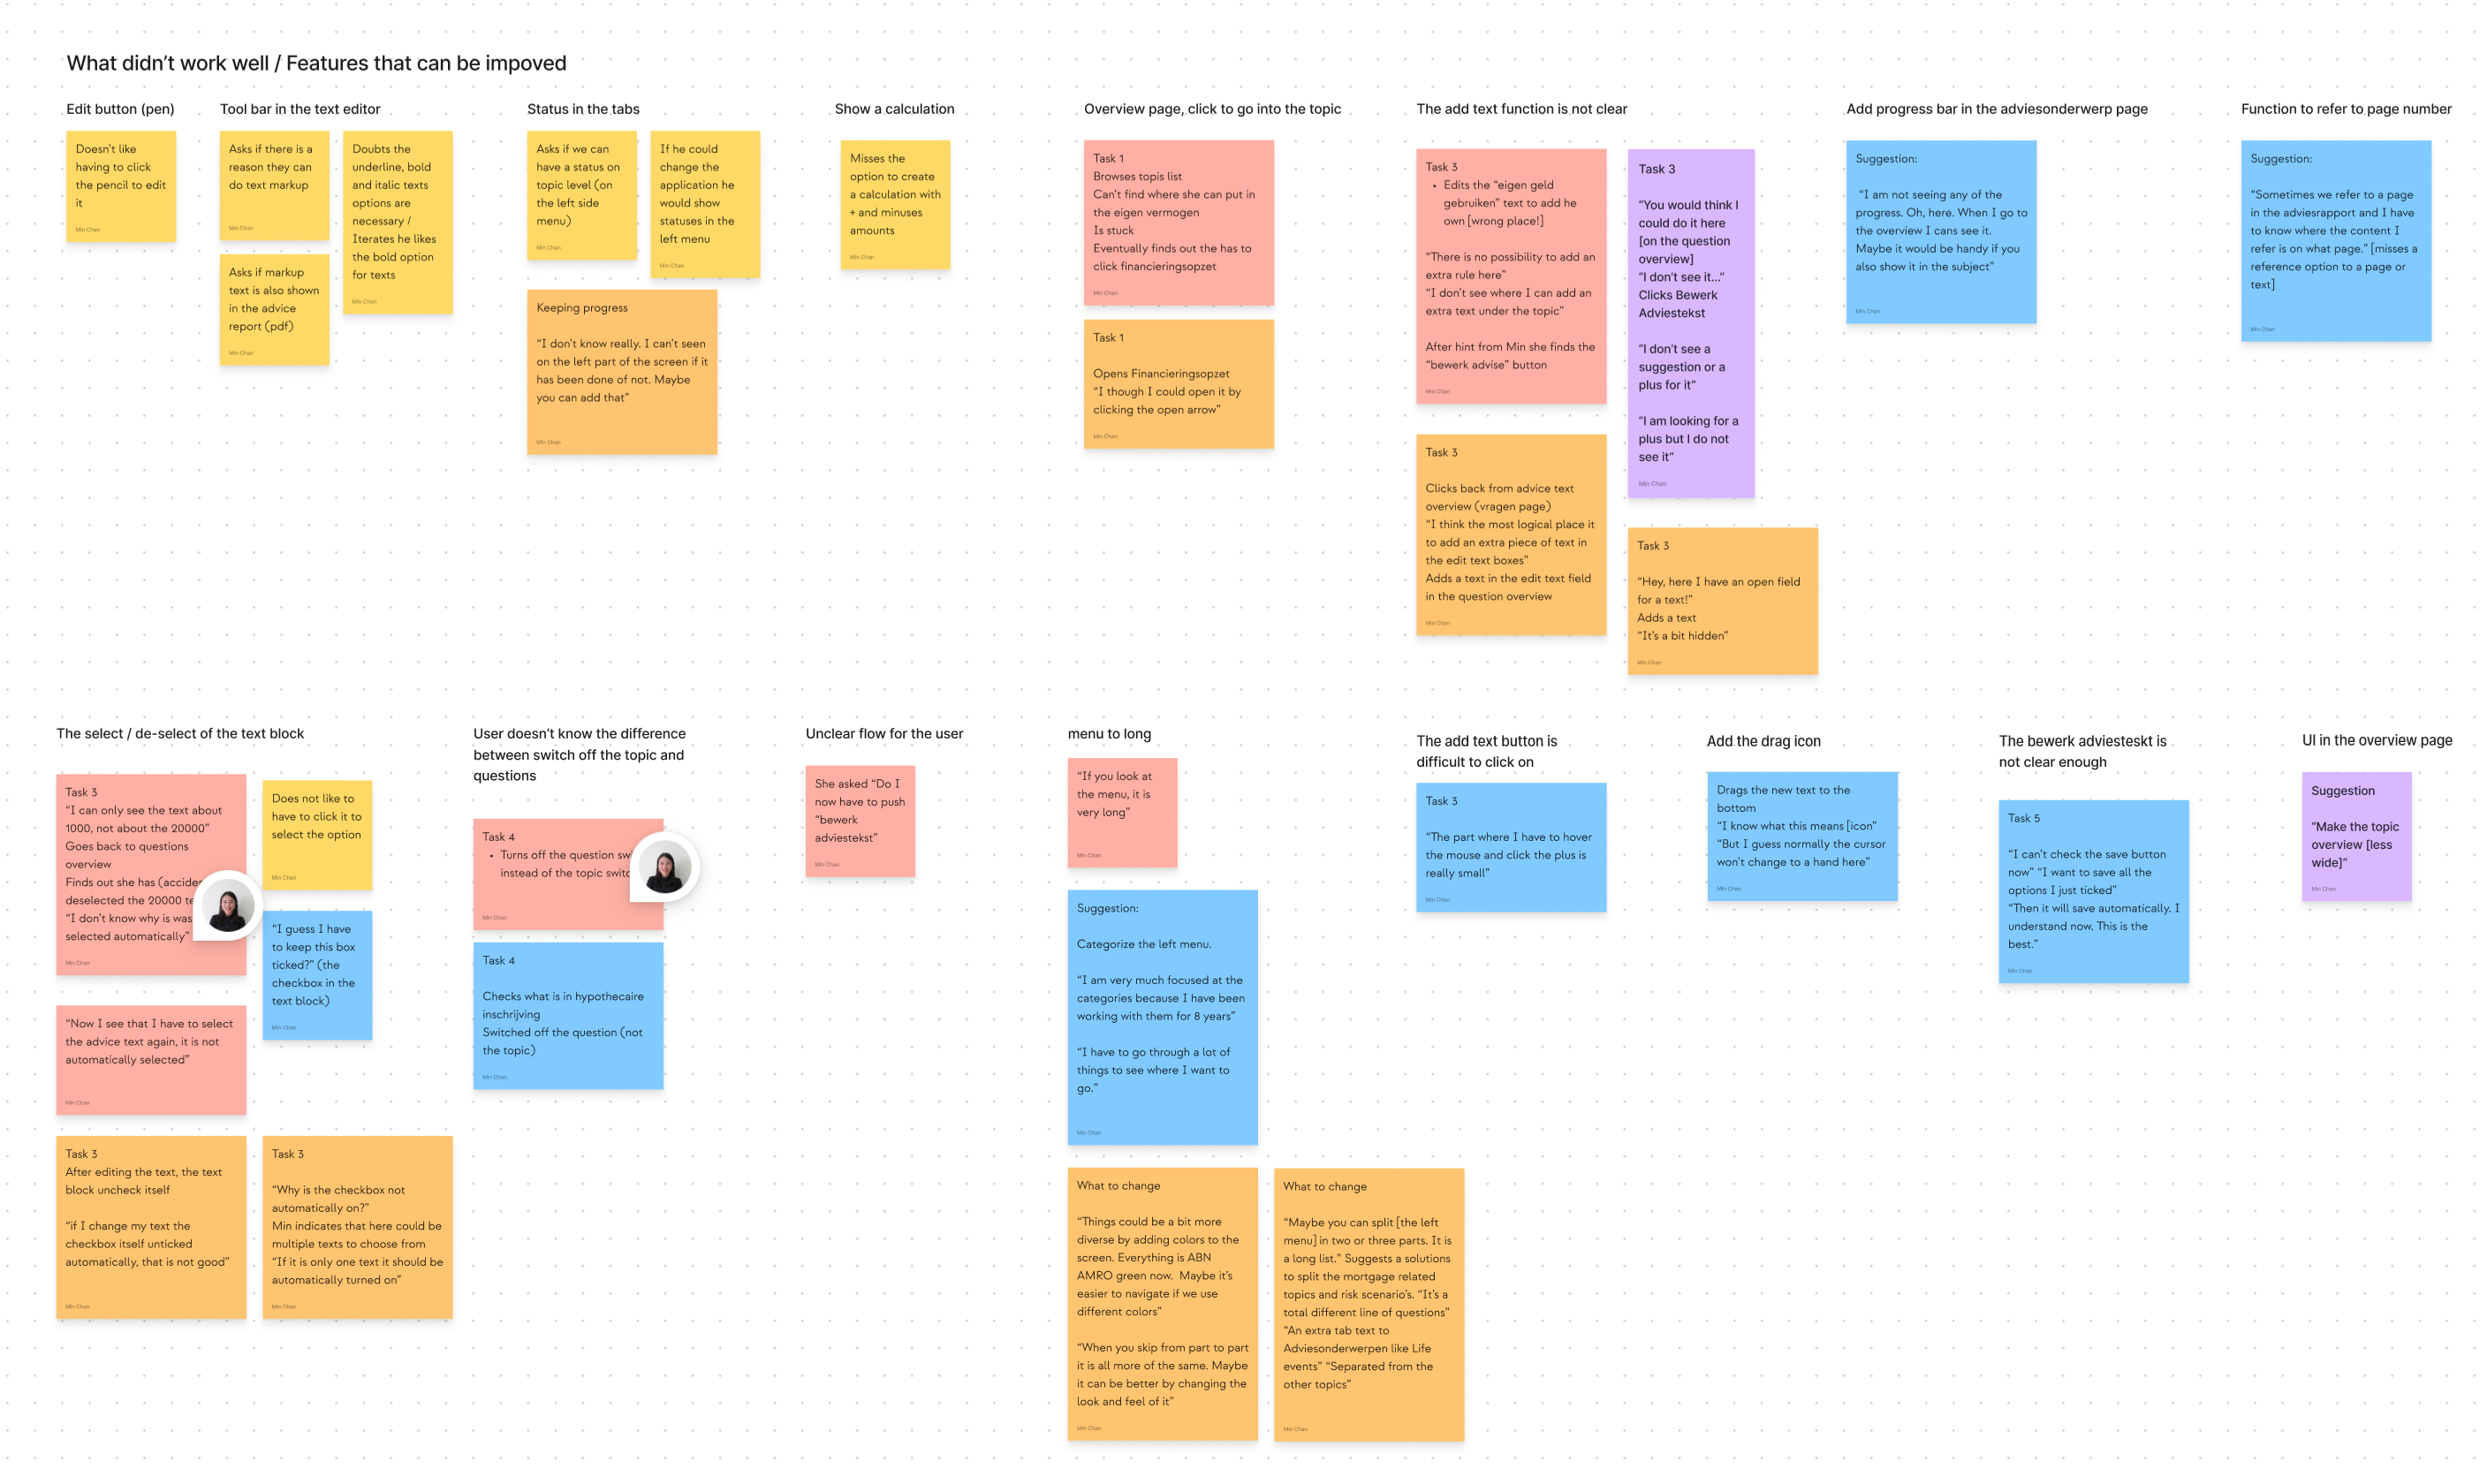 What didn't work well / Features that can be impoved
Edit button (pen)
Doesn't like
having to click
the pencil to edit
it
Min Chan
Tool bar in the text editor
Asks if there is a
reason they can
do text markup
Min Chan
Doubts the
underline, bold
and italic texts
options are
necessary /
Iterates he likes
the bold option
for texts
Min Chan
Asks if markup
text is also shown
in the advice
report (pdf)
Min Chan
Status in the tabs
Asks if we can
have a status on
topic level (on
the left side
menu)
Min Chan
If he could
change the
application he
would show
statuses in the
left menu
Min Chan
Keeping progress
“I don't know really. I can't seen
on the left part of the screen if it
has been done of not. Maybe
you can add that”
Min Chan
Show a calculation
Misses the
option to create
a calculation with
+ and minuses
amounts
Min Chan
Overview page, click to go into the topic
Task 1
Browses topis list
Can't find where she can put in
the eigen vermogen
Is stuck
Eventually finds out the has to
click financieringsopzet
Min Chan
Task 1
Opens Financieringsopzet
“I though I could open it by
clicking the open arrow”
Min Chan
The add text function is not clear
Task 3
• Edits the “eigen geld
gebruiken” text to add he
own [wrong place!]
“There is no possibility to add an
extra rule here”
“I don't see where I can add an
extra text under the topic”
After hint from Min she finds the
“bewerk advise” button
Min Chan
Task 3
“You would think I
could do it here
[on the question
overview]
“I don't see it...”
Clicks Bewerk
Adviestekst
“I don't see a
suggestion or a
plus for it”
“I am looking for a
plus but I do not
see it”
Min Chan
Task 3
Clicks back from advice text
overview (vragen page)
“I think the most logical place it
to add an extra piece of text in
the edit text boxes”
Adds a text in the edit text field
in the question overview
Min Chan
Task 3
“Hey, here I have an open field
for a text!”
Adds a text
“It's a bit hidden”
Min Chan
Add progress bar in the adviesonderwerp page
Suggestion:
“I am not seeing any of the
progress. Oh, here. When I go to
the overview I cans see it.
Maybe it would be handy if you
also show it in the subject”
Min Chan
Function to refer to page number
Suggestion:
“Sometimes we refer to a page
in the adviesrapport and I have
to know where the content I
refer is on what page.” [misses a
reference option to a page or
text]
Min Chan
The select / de-select of the text block
Task 3
“I can only see the text about
1000, not about the 20000”
Goes back to questions
overview
Finds out she has
deselected the 20000
“I don't know why is was
selected automatically”
Min Chan
Does not like to
have to click it to
select the option
Min Chan
“I guess I have
to keep this box
ticked?” (the
checkbox in the
text block)
Min Chan
“Now I see that I have to select
the advice text again, it is not
automatically selected”
Min Chan
Task 3
After editing the text, the text
block uncheck itself
“if I change my text the
checkbox itself unticked
automatically, that is not good”
Min Chan
Task 3
“Why is the checkbox not
automatically on?”
Min indicates that here could be
multiple texts to choose from
“If it is only one text it should be
automatically turned on”
Min Chan
User doesn't know the difference
between switch off the topic and
questions
Task 4
• Turns off the question
instead of the topic
Min Chan
Task 4
Checks what is in hypothecaire
inschrijving
Switched off the question (not
the topic)
Min Chan
Unclear flow for the user
She asked “Do I
now have to push
“bewerk
adviestekst”
Min Chan
menu to long
“If you look at
the menu, it is
very long”
Min Chan
Suggestion:
Categorize the left menu.
“I am very much focused at the
categories because I have been
working with them for 8 years”
“I have to go through a lot of
things to see where I want to
go.”
Min Chan
What to change
“Things could be a bit more
diverse by adding colors to the
screen. Everything is ABN
AMRO green now. Maybe it's
easier to navigate if we use
different colors”
“When you skip from part to part
it is all more of the same. Maybe
it can be better by changing the
look and feel of it”
Min Chan
What to change
“Maybe you can split [the left
menu] in two or three parts. It is
a long list.” Suggests a solutions
to split the mortgage related
topics and risk scenario's. “It's a
total different line of questions”
“An extra tab text to
Adviesonderwerpen like Life
events” “Separated from the
other topics”
Min Chan
The add text button is
difficult to click on
Task 3
“The part where I have to hover
the mouse and click the plus is
really small”
Min Chan
Add the drag icon
Drags the new text to the
bottom
“I know what this means [icon”
“But I guess normally the cursor
won't change to a hand here”
Min Chan
The bewerk adviesteskt is
not clear enough
Task 5
“I can't check the save button
now” “I want to save all the
options I just ticked”
“Then it will save automatically. I
understand now. This is the
best.”
Min Chan
UI in the overview page
Suggestion
“Make the topic
overview [less
wide]”
Min Chan